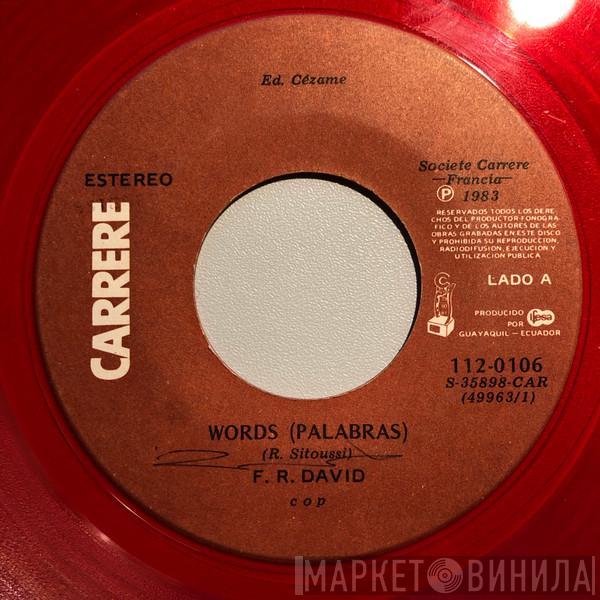 Ed. Cézame
ESTEREO
CARRERE
Societe Carrere
—Francia—
Ⓟ 1983
RESERVADOS TODOS LOS DERE-
CHOS DEL PRODUCTOR FONOGRA-
FICO Y DE LOS AUTORES DE LAS
OBRAS GRABADAS EN ESTE DISCO
Y PROHIBIDA SU REPRODUCCION,
RADIODIFUSION, EJECUCION Y
UTILIZACION PUBLICA
LADO A
PRODUCIDO
POR
fesa
GUAYAQUIL - ECUADOR
112-0106
S-35898-CAR
(49963/1)
WORDS (PALABRAS)
(R. Sitoussi)
F. R. DAVID
cop
МАРКЕТ ВИНИЛА